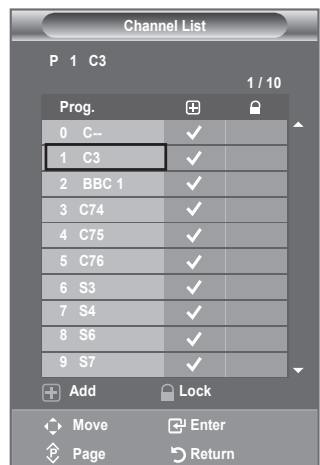 Channel List
P 1 C3
1 / 10
Prog.
0 C--
1 C3
2 BBC 1
3 C74
4 C75
5 C76
6 S3
7 S4
8 S6
9 S7
Add Lock
Move Enter
Page Return